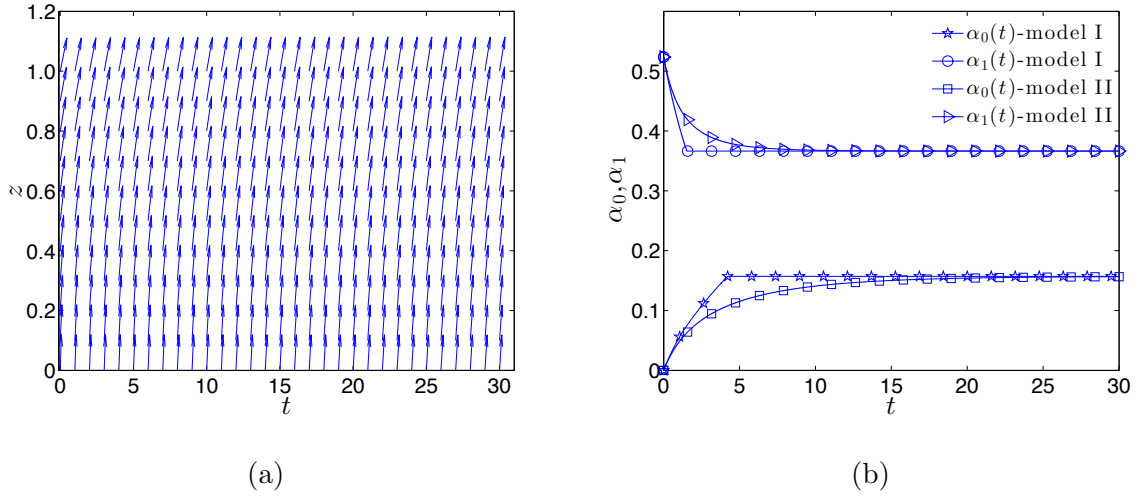 1.2
1.0
0.8
0.6
0.4
0.2
0
z
0 5 10 15 20 25 30
t
(a)
α₀(t)-model I
α₁(t)-model I
α₀(t)-model II
α₁(t)-model II
0.5
0.4
0.3
0.2
0.1
0
α₀,α₁
0 5 10 15 20 25 30
t
(b)